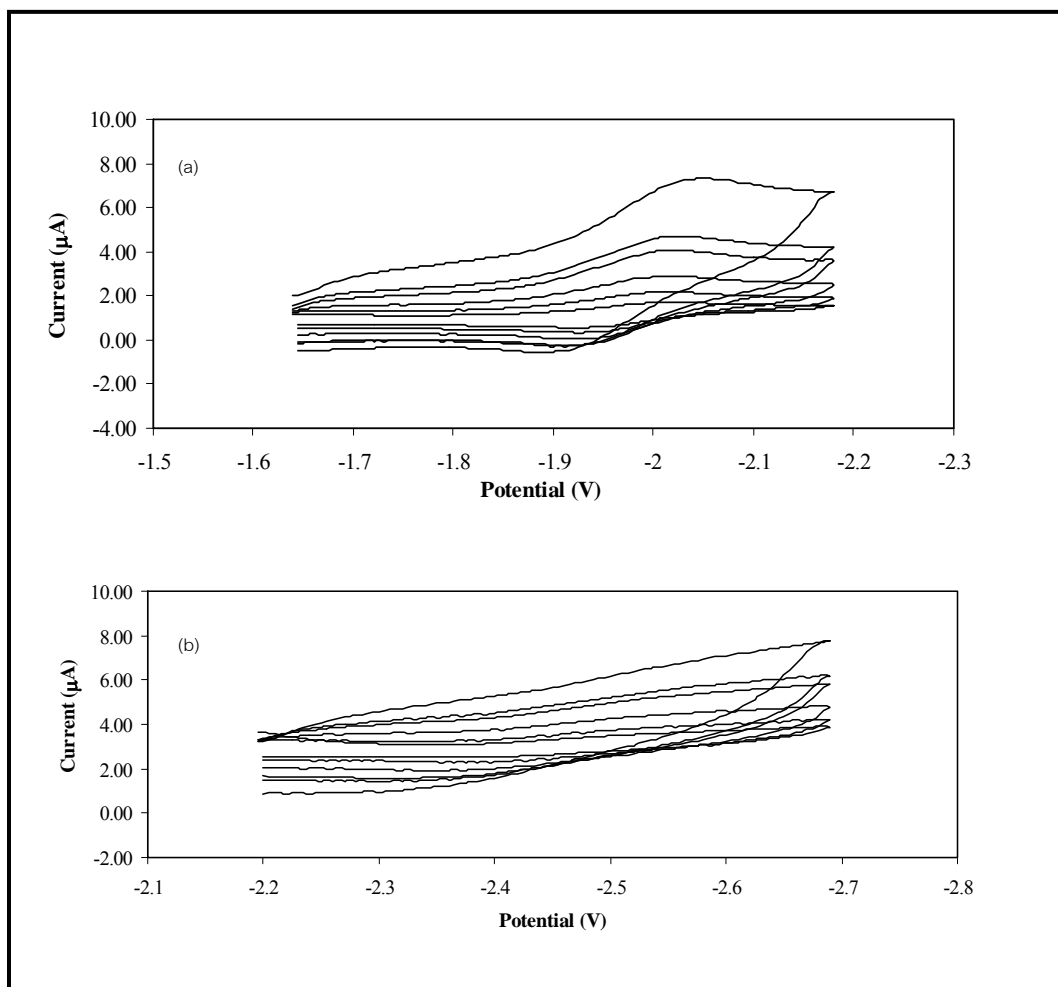 10.00
(a)
8.00
6.00
4.00
2.00
0.00
-2.00
-4.00
Current (µA)
-1.5 -1.6 -1.7 -1.8 -1.9 -2 -2.1 -2.2 -2.3
Potential (V)
10.00
(b)
8.00
6.00
4.00
2.00
0.00
-2.00
Current (µA)
-2.1 -2.2 -2.3 -2.4 -2.5 -2.6 -2.7 -2.8
Potential (V)